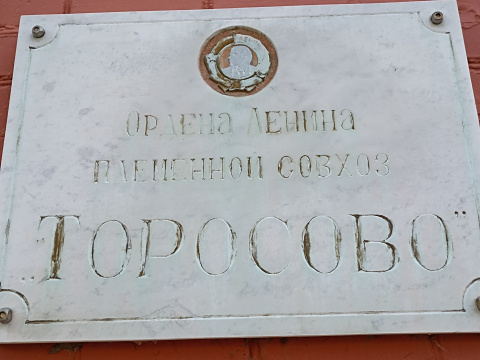 ОРДЕНА ЛЕНИНА
ПЛЕМЕННОЙ СОВХОЗ
„ТОРОСОВО"